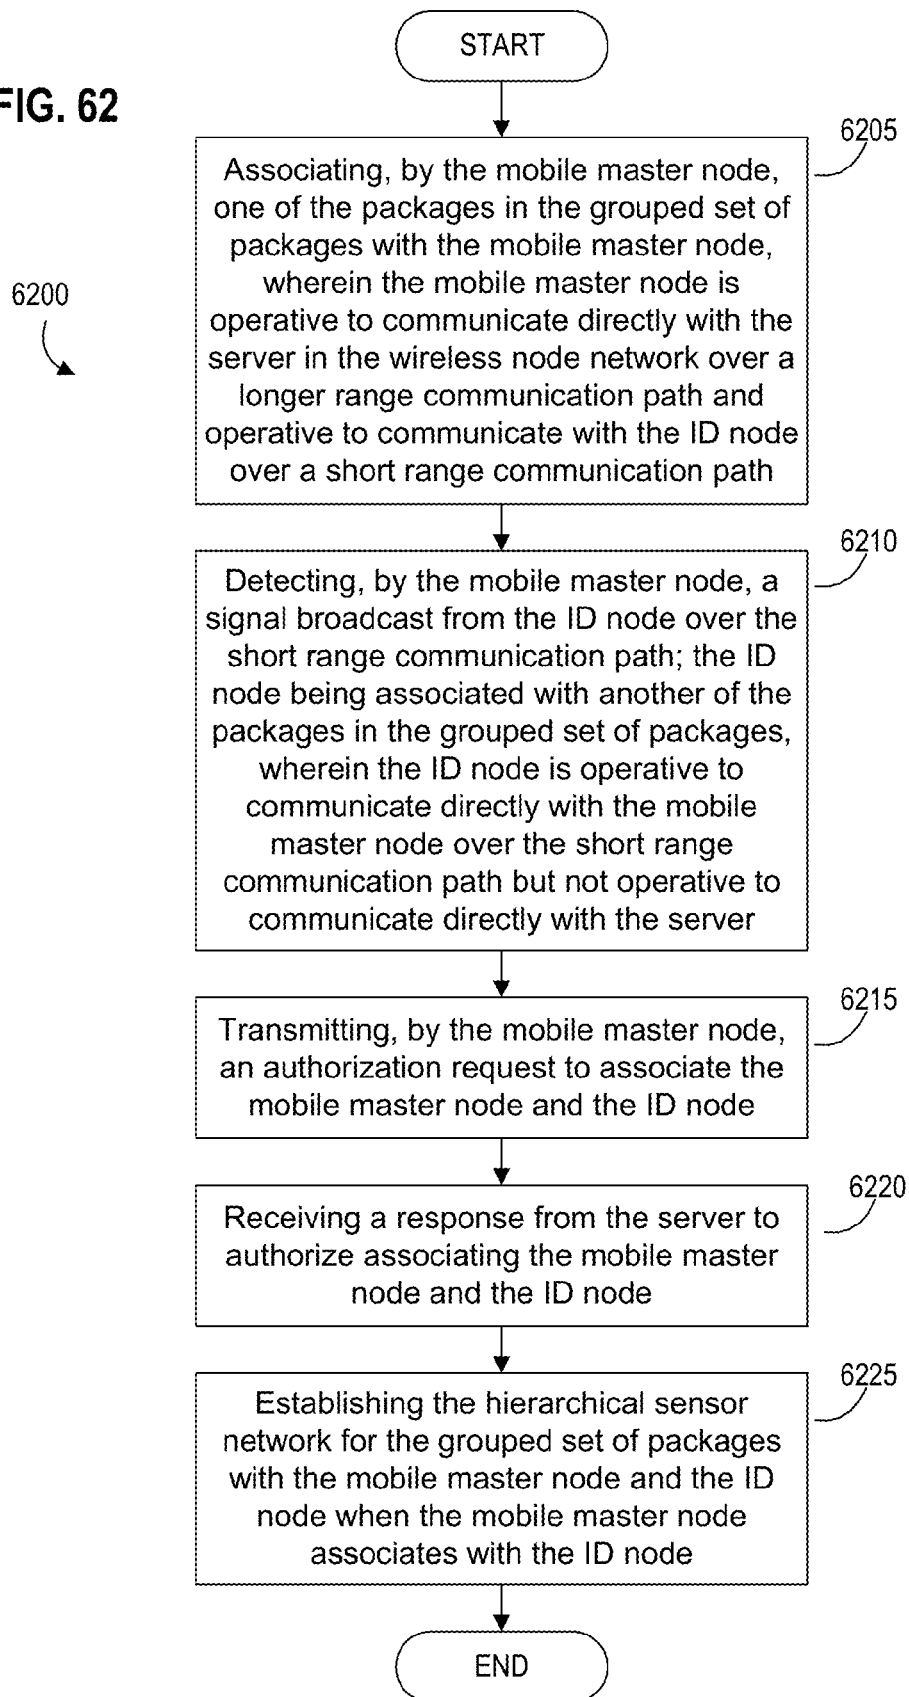 START
FIG. 62
6205
Associating, by the mobile master node,
one of the packages in the grouped set of
packages with the mobile master node,
wherein the mobile master node is
operative to communicate directly with the
server in the wireless node network over a
longer range communication path and
operative to communicate with the ID node
over a short range communication path
6200
6210
Detecting, by the mobile master node, a
signal broadcast from the ID node over the
short range communication path; the ID
node being associated with another of the
packages in the grouped set of packages,
wherein the ID node is operative to
communicate directly with the mobile
master node over the short range
communication path but not operative to
communicate directly with the server
6215
Transmitting, by the mobile master node,
an authorization request to associate the
mobile master node and the ID node
6220
Receiving a response from the server to
authorize associating the mobile master
node and the ID node
6225
Establishing the hierarchical sensor
network for the grouped set of packages
with the mobile master node and the ID
node when the mobile master node
associates with the ID node
END